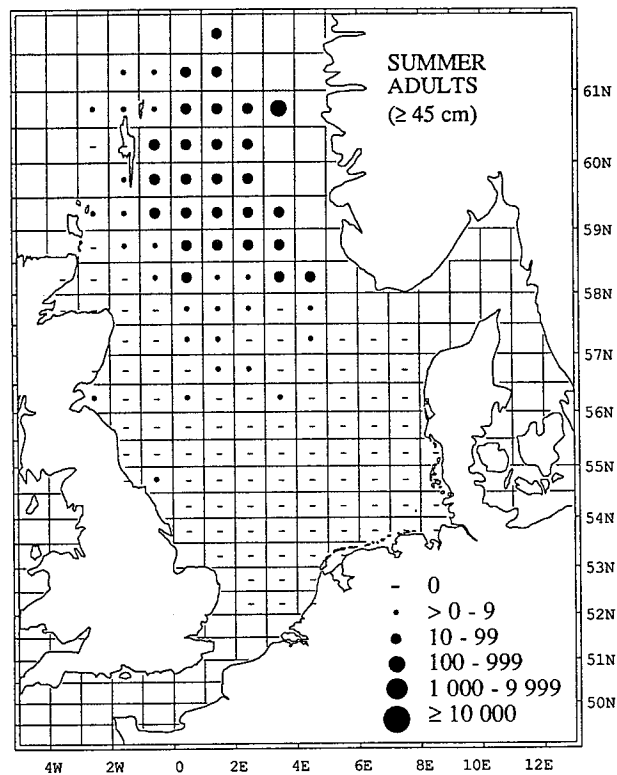 SUMMER
ADULTS
(≥ 45 cm)
61N
60N
59N
58N
57N
56N
55N
54N
53N
- 0
> 0 - 9
52N
10 - 99
51N
100 - 999
1 000 - 9 999
50N
≥ 10 000
4W 2W 0 2E 4E 6E 8E 10E 12E